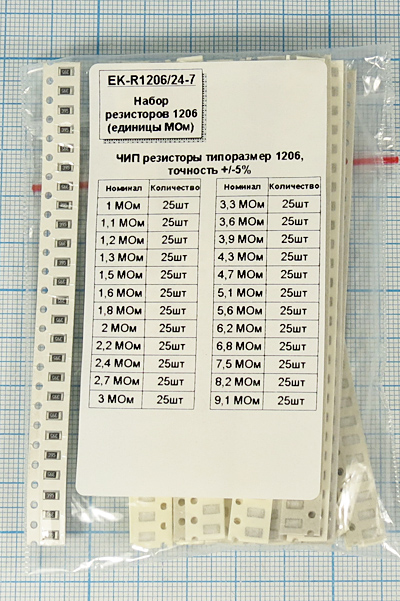 EK-R1206/24-7
Набор
резисторов 1206
(единицы МОм)
ЧИП резисторы типоразмер 1206,
точность +/-5%
Номинал Количество Номинал Количество
1 МОм 25шт 3,3 МОм 25шт
1,1 МОм 25шт 3,6 МОм 25шт
1,2 МОм 25шт 3,9 МОм 25шт
1,3 МОм 25шт 4,3 МОм 25шт
1,5 МОм 25шт 4,7 МОм 25шт
1,6 МОм 25шт 5,1 МОм 25шт
1,8 МОм 25шт 5,6 МОм 25шт
2 МОм 25шт 6,2 МОм 25шт
2,2 МОм 25шт 6,8 МОм 25шт
2,4 МОм 25шт 7,5 МОм 25шт
2,7 МОм 25шт 8,2 МОм 25шт
3 МОм 25шт 9,1 МОм 25шт